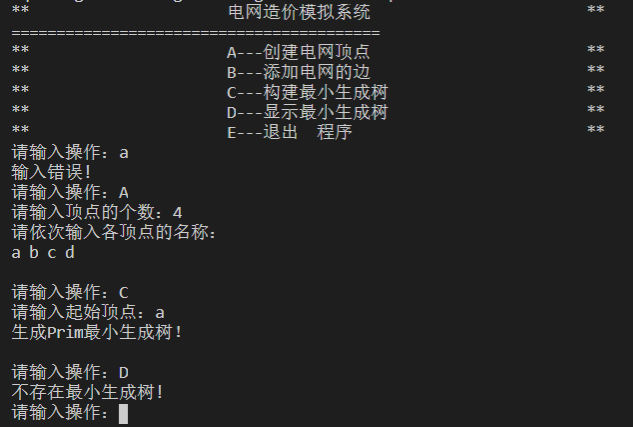 **                    电网造价模拟系统                    **
=========================================
**                    A---创建电网顶点                    **
**                    B---添加电网的边                    **
**                    C---构建最小生成树                  **
**                    D---显示最小生成树                  **
**                    E---退出  程序                      **
请输入操作：a
输入错误!
请输入操作：A
请输入顶点的个数：4
请依次输入各顶点的名称：
a b c d
请输入操作：C
请输入起始顶点：a
生成Prim最小生成树！
请输入操作：D
不存在最小生成树!
请输入操作：